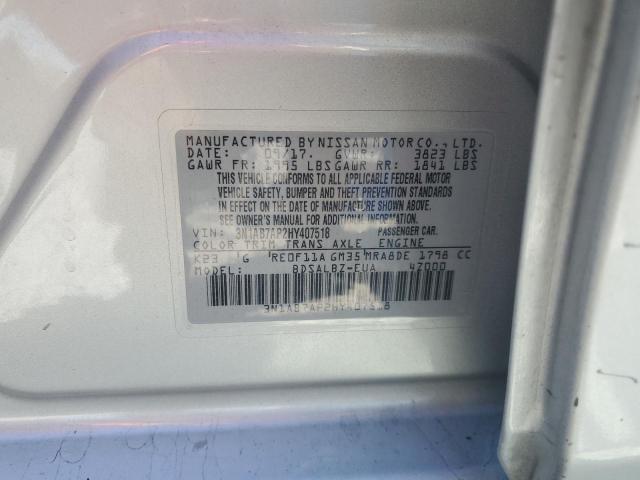 MANUFACTURED BY NISSAN MOTOR CO., LTD.
DATE: 09/17. GVWR: 3823 LBS
GAWR FR: 1995 LBS GAWR RR: 1841 LBS
THIS VEHICLE CONFORMS TO ALL APPLICABLE FEDERAL MOTOR
VEHICLE SAFETY, BUMPER AND THEFT PREVENTION STANDARDS
IN EFFECT ON THE DATE OF MANUFACTURE SHOWN ABOVE.
SEE OWNER'S MANUAL FOR ADDITIONAL INFORMATION.
VIN: 3N1AB7AP2HY407518 PASSENGER CAR.
COLOR TRIM TRANS AXLE ENGINE
K23 G RE0F11A GM35 MRA8DE 1798 CC
MODEL: BDSALBZ-EUA 4Z000
3N1AB7AP2HY407518